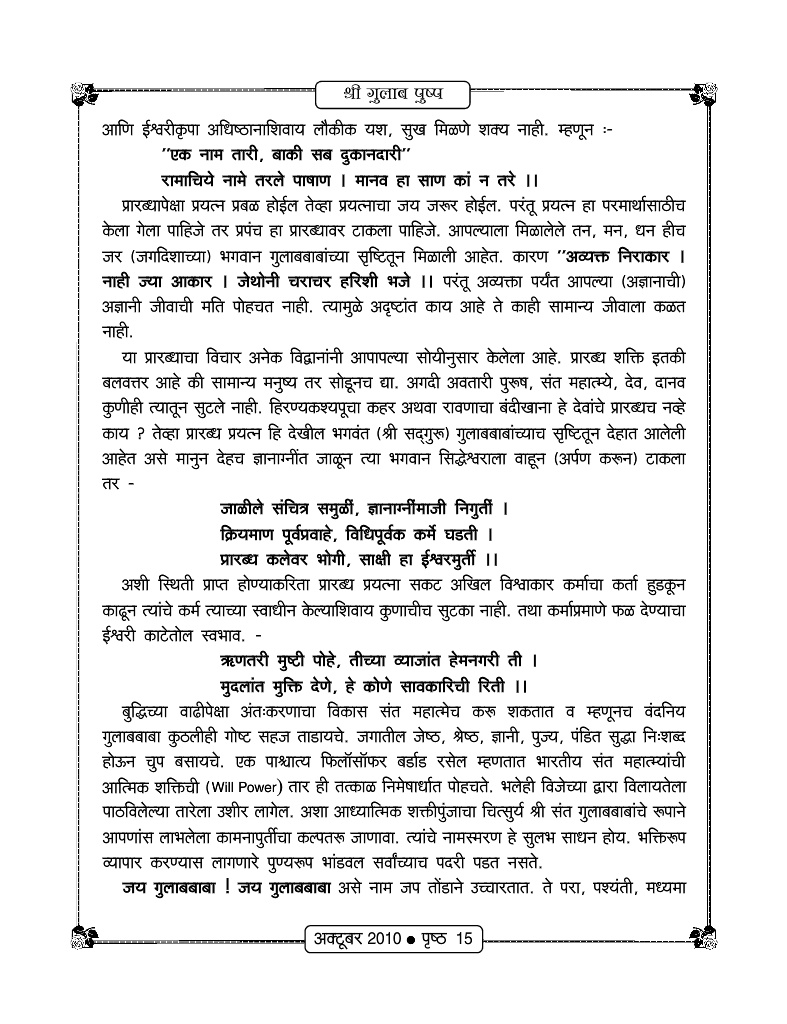 श्री गुलाब पुष्प
आणि ईश्वरीकृपा अधिष्ठानाशिवाय लौकीक यश, सुख मिळणे शक्य नाही. म्हणून :-
"एक नाम तारी, बाकी सब दुकानदारी"
रामाचिये नामे तरले पाषाण । मानव हा साण कां न तरे ।।
प्रारब्धापेक्षा प्रयत्न प्रबळ होईल तेव्हा प्रयत्नाचा जय जरूर होईल. परंतू प्रयत्न हा परमार्थासाठीच
केला गेला पाहिजे तर प्रपंच हा प्रारब्धावर टाकला पाहिजे. आपल्याला मिळालेले तन, मन, धन हीच
जर (जगदिशाच्या) भगवान गुलाबबाबांच्या सृष्टितून मिळाली आहेत. कारण "अव्यक्त निराकार ।
नाही ज्या आकार । जेथोनी चराचर हरिशी भजे ।। परंतू अव्यक्ता पर्यंत आपल्या (अज्ञानाची)
अज्ञानी जीवाची मति पोहचत नाही. त्यामुळे अदृष्टांत काय आहे ते काही सामान्य जीवाला कळत
नाही.
या प्रारब्धाचा विचार अनेक विद्वानांनी आपापल्या सोयीनुसार केलेला आहे. प्रारब्ध शक्ति इतकी
बलवत्तर आहे की सामान्य मनुष्य तर सोडूनच द्या. अगदी अवतारी पुरूष, संत महात्म्ये, देव, दानव
कुणीही त्यातून सुटले नाही. हिरण्यकश्यपूचा कहर अथवा रावणाचा बंदीखाना हे देवांचे प्रारब्धच नव्हे
काय ? तेव्हा प्रारब्ध प्रयत्न हि देखील भगवंत (श्री सद्‌गुरू) गुलाबबाबांच्याच सृष्टितून देहात आलेली
आहेत असे मानुन देहच ज्ञानाग्नींत जाळून त्या भगवान सिद्धेश्वराला वाहून (अर्पण करून) टाकला
तर -
जाळीले संचित्र समुळीं, ज्ञानाग्नींमाजी निगुतीं ।
क्रियमाण पूर्वप्रवाहे, विधिपूर्वक कर्मे घडती ।
प्रारब्ध कलेवर भोगी, साक्षी हा ईश्वरमुर्ती ।।
अशी स्थिती प्राप्त होण्याकरिता प्रारब्ध प्रयत्ना सकट अखिल विश्वाकार कर्माचा कर्ता हुडकून
काढून त्यांचे कर्म त्याच्या स्वाधीन केल्याशिवाय कुणाचीच सुटका नाही. तथा कर्माप्रमाणे फळ देण्याचा
ईश्वरी काटेतोल स्वभाव. -
ऋणतरी मुष्टी पोहे, तीच्या व्याजांत हेमनगरी ती ।
मुदलांत मुक्ति देणे, हे कोणे सावकारिची रिती ।।
बुद्धिच्या वाढीपेक्षा अंतःकरणाचा विकास संत महात्मेच करू शकतात व म्हणूनच वंदनिय
गुलाबबाबा कुठलीही गोष्ट सहज ताडायचे. जगातील जेष्ठ, श्रेष्ठ, ज्ञानी, पुज्य, पंडित सुद्धा निःशब्द
होऊन चुप बसायचे. एक पाश्चात्य फिलॉसॉफर बर्डाड रसेल म्हणतात भारतीय संत महात्म्यांची
आत्मिक शक्तिची (Will Power) तार ही तत्काळ निमेषार्धात पोहचते. भलेही विजेच्या द्वारा विलायतेला
पाठविलेल्या तारेला उशीर लागेल. अशा आध्यात्मिक शक्तीपुंजाचा चित्सुर्य श्री संत गुलाबबाबांचे रूपाने
आपणांस लाभलेला कामनापुर्तीचा कल्पतरू जाणावा. त्यांचे नामस्मरण हे सुलभ साधन होय. भक्तिरूप
व्यापार करण्यास लागणारे पुण्यरूप भांडवल सर्वांच्याच पदरी पडत नसते.
जय गुलाबबाबा ! जय गुलाबबाबा असे नाम जप तोंडाने उच्चारतात. ते परा, पश्यंती, मध्यमा
अक्टूबर 2010 ● पृष्ठ 15